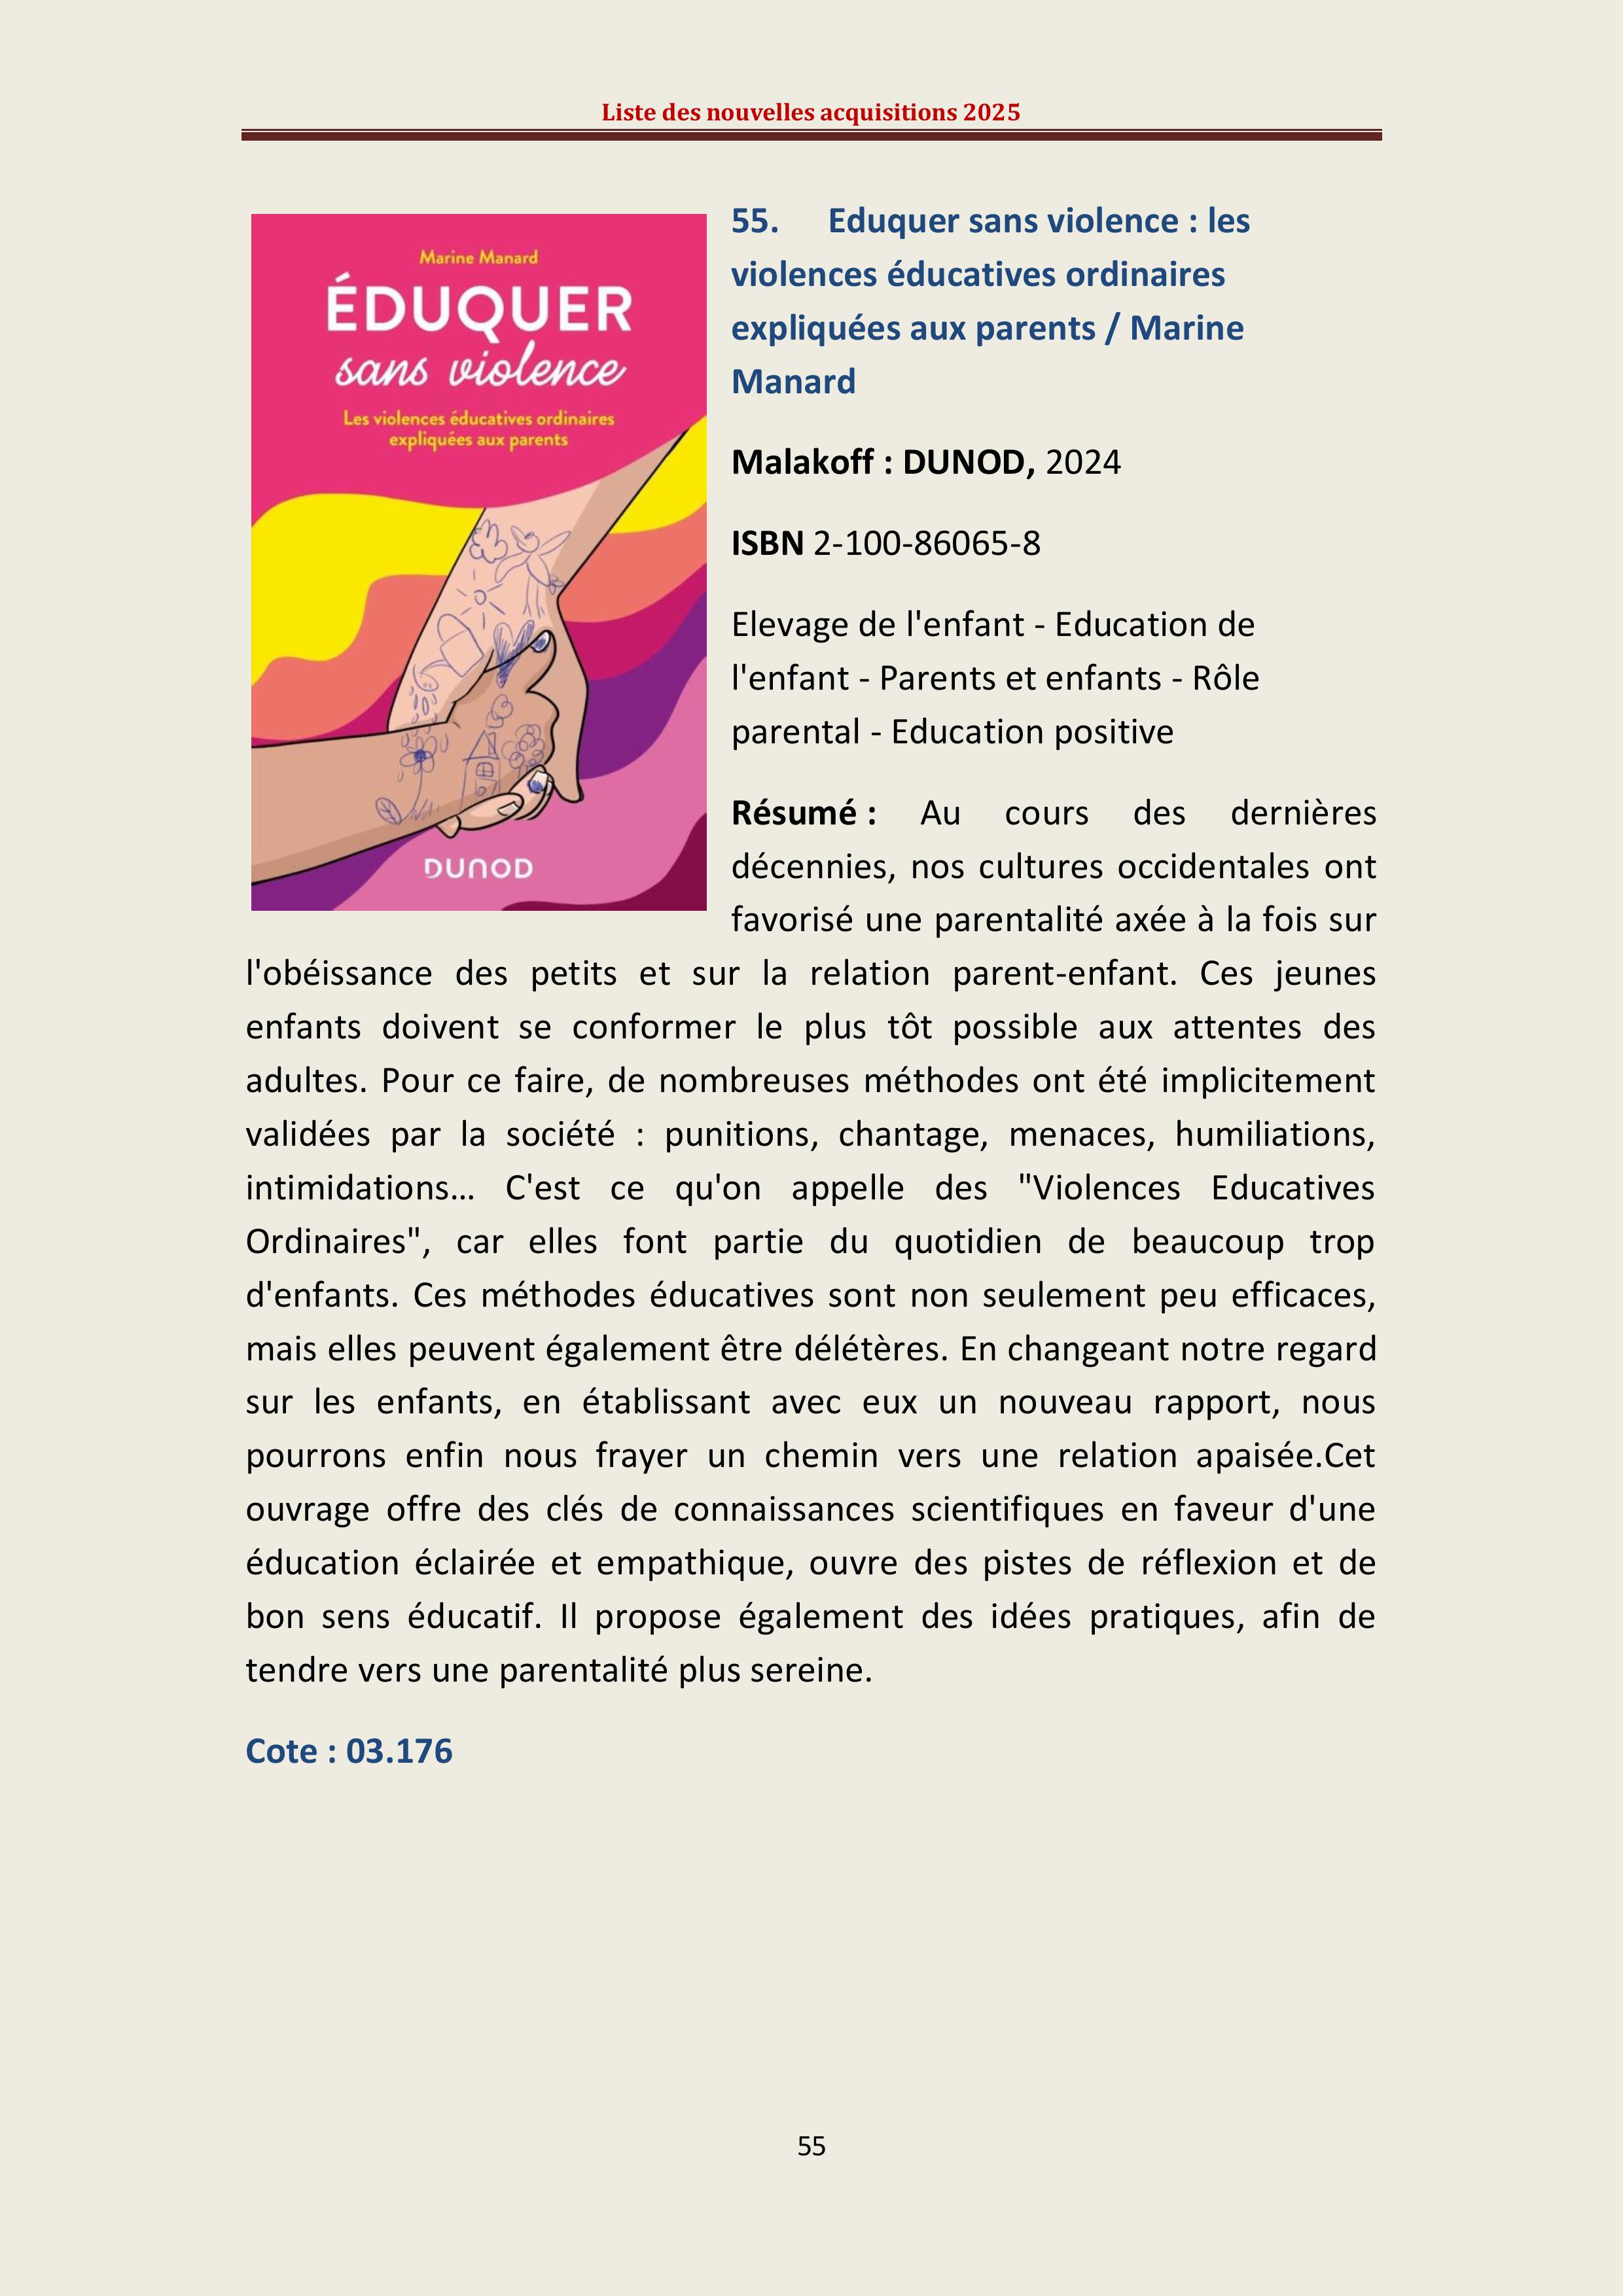 Liste des nouvelles acquisitions 2025
Marine Manard
ÉDUQUER
sans violence
Les violences éducatives ordinaires
expliquées aux parents
DUNOD
55. Eduquer sans violence : les
violences éducatives ordinaires
expliquées aux parents / Marine
Manard
Malakoff : DUNOD, 2024
ISBN 2-100-86065-8
Elevage de l'enfant - Education de
l'enfant - Parents et enfants - Rôle
parental - Education positive
Résumé : Au cours des dernières
décennies, nos cultures occidentales ont
favorisé une parentalité axée à la fois sur
l'obéissance des petits et sur la relation parent-enfant. Ces jeunes
enfants doivent se conformer le plus tôt possible aux attentes des
adultes. Pour ce faire, de nombreuses méthodes ont été implicitement
validées par la société : punitions, chantage, menaces, humiliations,
intimidations… C'est ce qu'on appelle des "Violences Educatives
Ordinaires", car elles font partie du quotidien de beaucoup trop
d'enfants. Ces méthodes éducatives sont non seulement peu efficaces,
mais elles peuvent également être délétères. En changeant notre regard
sur les enfants, en établissant avec eux un nouveau rapport, nous
pourrons enfin nous frayer un chemin vers une relation apaisée.Cet
ouvrage offre des clés de connaissances scientifiques en faveur d'une
éducation éclairée et empathique, ouvre des pistes de réflexion et de
bon sens éducatif. Il propose également des idées pratiques, afin de
tendre vers une parentalité plus sereine.
Cote : 03.176
55